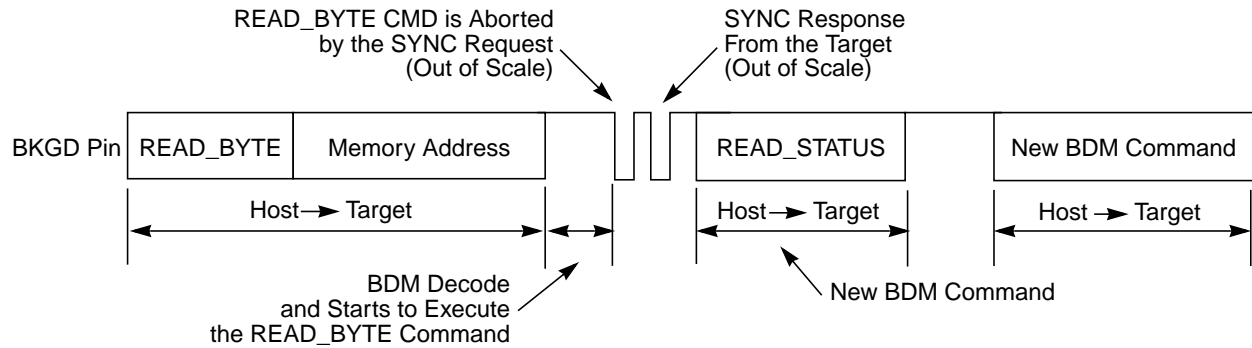 READ_BYTE CMD is Aborted
by the SYNC Request
(Out of Scale)
SYNC Response
From the Target
(Out of Scale)
BKGD Pin
READ_BYTE
Memory Address
READ_STATUS
New BDM Command
Host Target
Host Target
Host Target
BDM Decode
and Starts to Execute
the READ_BYTE Command
New BDM Command